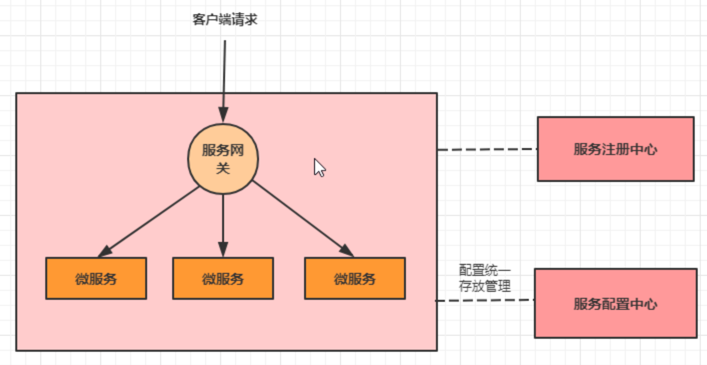 客户端请求
服务网
关
微服务
微服务
微服务
服务注册中心
配置统一
存放管理
服务配置中心